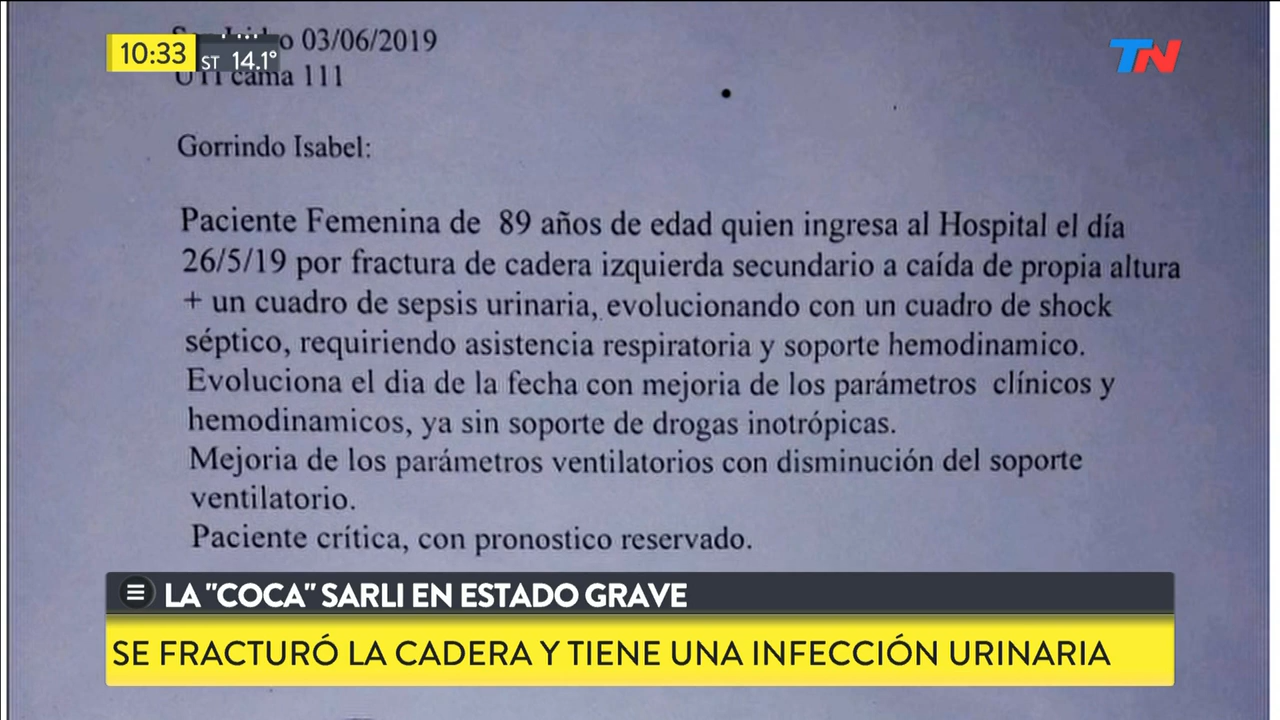 03/06/2019
10:33
ST 14.1°
TN
UTI cama 111
Gorrindo Isabel:
Paciente Femenina de 89 años de edad quien ingresa al Hospital el día
26/5/19 por fractura de cadera izquierda secundario a caída de propia altura
+ un cuadro de sepsis urinaria, evolucionando con un cuadro de shock
séptico, requiriendo asistencia respiratoria y soporte hemodinamico.
Evoluciona el dia de la fecha con mejoria de los parámetros clínicos y
hemodinamicos, ya sin soporte de drogas inotrópicas.
Mejoria de los parámetros ventilatorios con disminución del soporte
ventilatorio.
Paciente crítica, con pronostico reservado.
LA "COCA" SARLI EN ESTADO GRAVE
SE FRACTURÓ LA CADERA Y TIENE UNA INFECCIÓN URINARIA